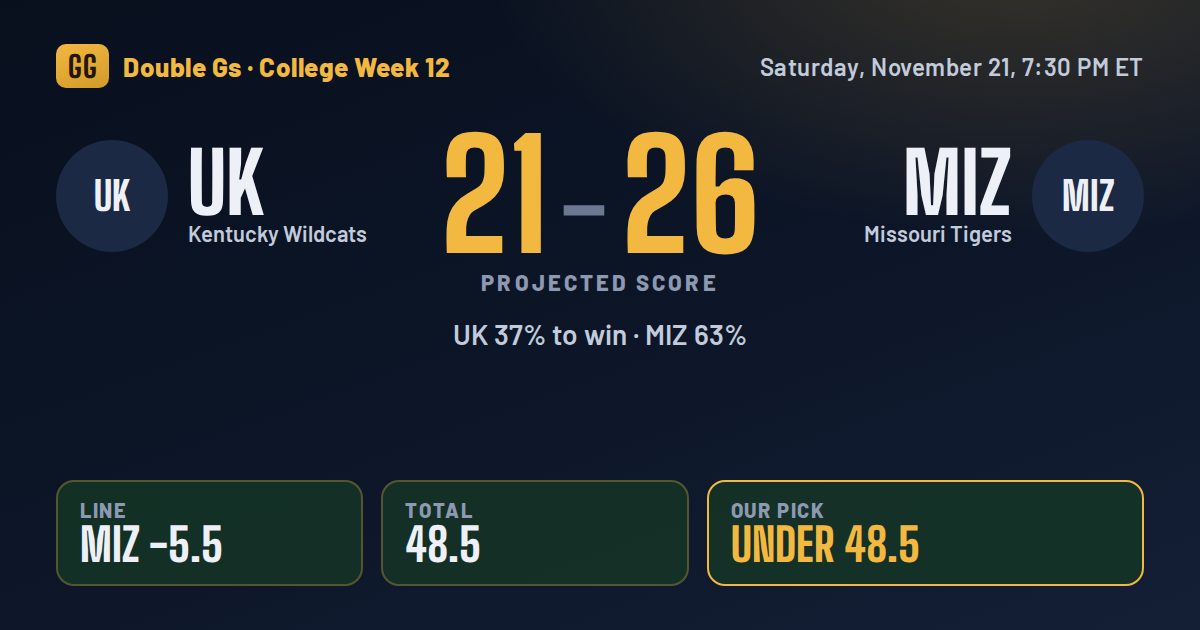 GG Double Gs · College Week 12
Saturday, November 21, 7:30 PM ET
UK
UK
Kentucky Wildcats
21 – 26
PROJECTED SCORE
UK 37% to win · MIZ 63%
MIZ
Missouri Tigers
MIZ
LINE
MIZ −5.5
TOTAL
48.5
OUR PICK
UNDER 48.5